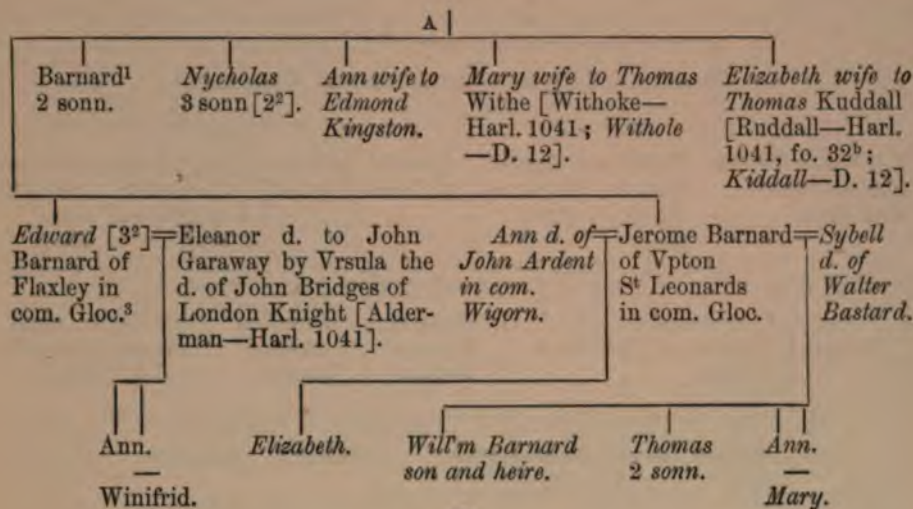 A
Barnard¹
2 sonn.
Nycholas
3 sonn [2²].
Ann wife to
Edmond
Kingston.
Mary wife to Thomas
Withe [Withoke—
Harl. 1041; Withole
—D. 12].
Elizabeth wife to
Thomas Kuddall
[Ruddall—Harl.
1041, fo. 32ᵇ;
Kiddall—D. 12].
Edward [3²]
Barnard of
Flaxley in
com. Gloc.³
Eleanor d. to John
Garaway by Vrsula the
d. of John Bridges of
London Knight [Alder-
man—Harl. 1041].
Ann d. of
John Ardent
in com.
Wigorn.
Jerome Barnard
of Vpton
Sᵗ Leonards
in com. Gloc.
Sybell
d. of
Walter
Bastard.
Ann.
—
Winifrid.
Elizabeth.
Will'm Barnard
son and heire.
Thomas
2 sonn.
Ann.
—
Mary.